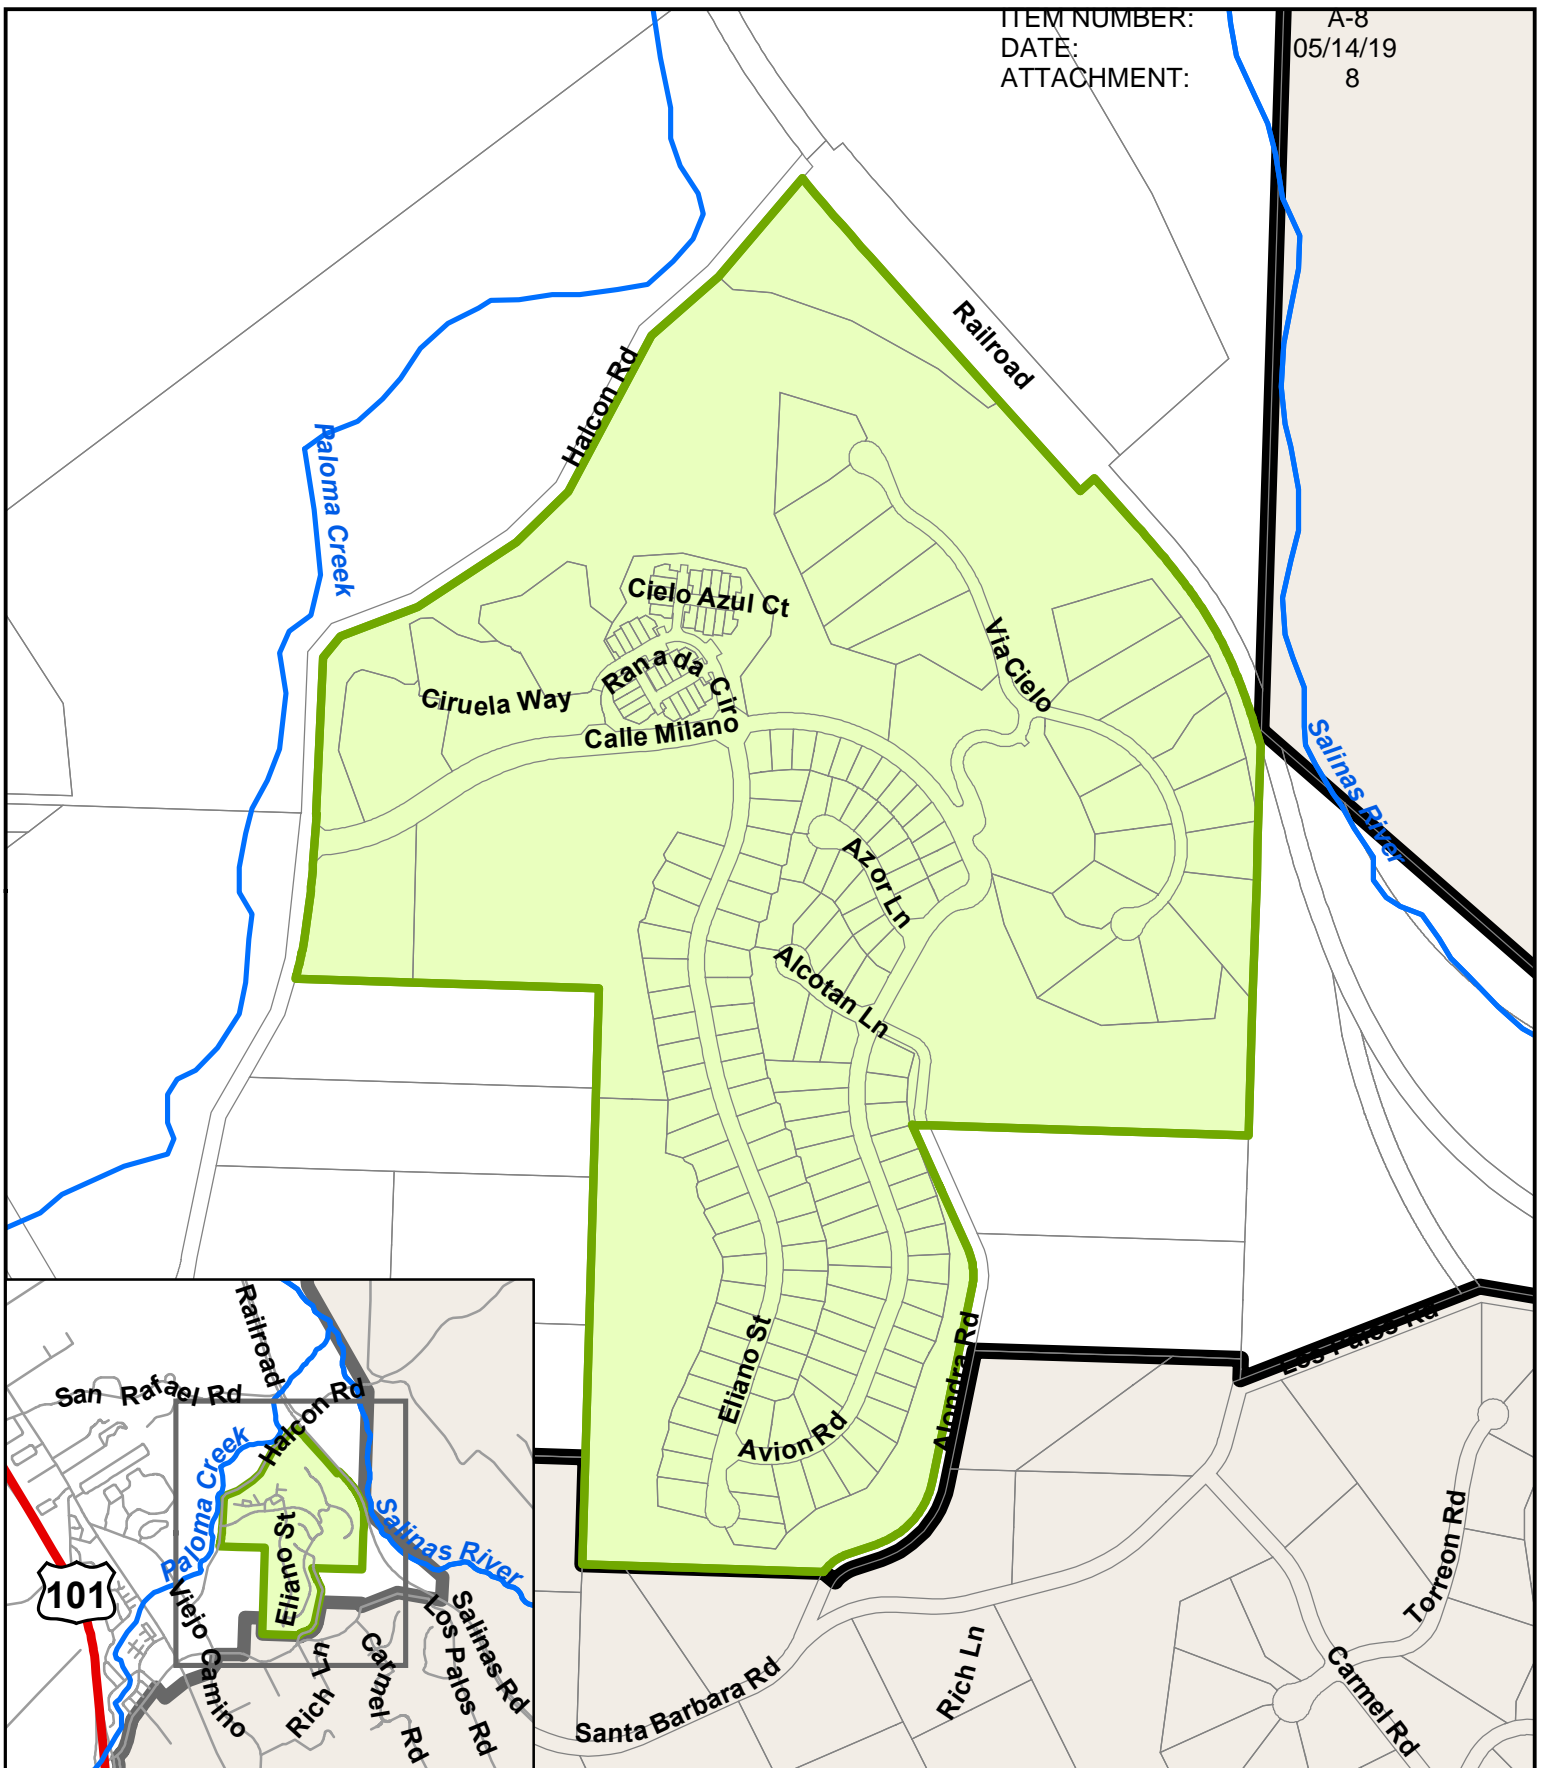 ITEM NUMBER: A-8
DATE: 05/14/19
ATTACHMENT: 8
Railroad
Halcon Rd
Paloma Creek
Cielo Azul Ct
Via Cielo
Ranada Cir
Ciruela Way
Calle Milano
Salinas River
Azor Ln
Alcotan Ln
Eliano St
Alondra Rd
Los Palos Rd
Avion Rd
Torreon Rd
Rich Ln
Carmel Rd
Santa Barbara Rd
Railroad
San Rafael Rd
Halcon Rd
Paloma Creek
Salinas River
Eliano St
101
Viejo Camino
Rich Ln
Carmel Rd
Los Palos Rd
Salinas Rd